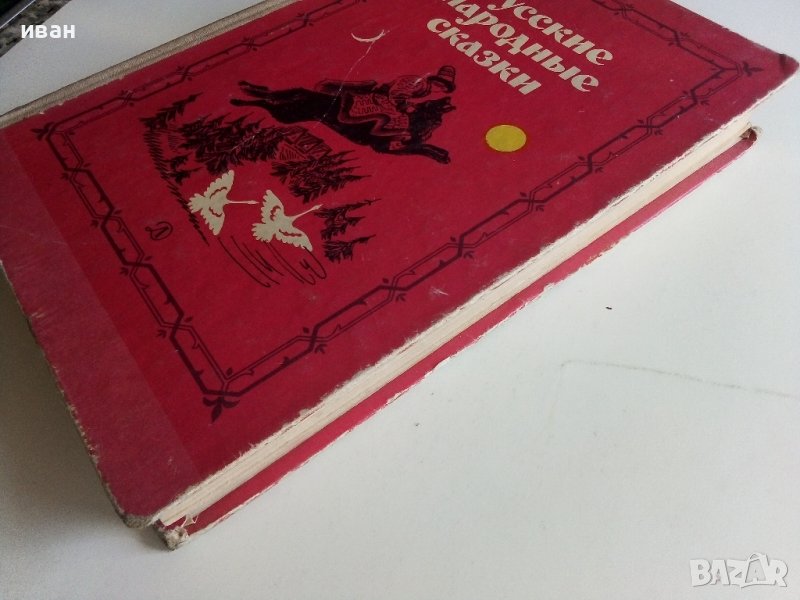 иван
усские
народные
сказки
Д
BAZAR